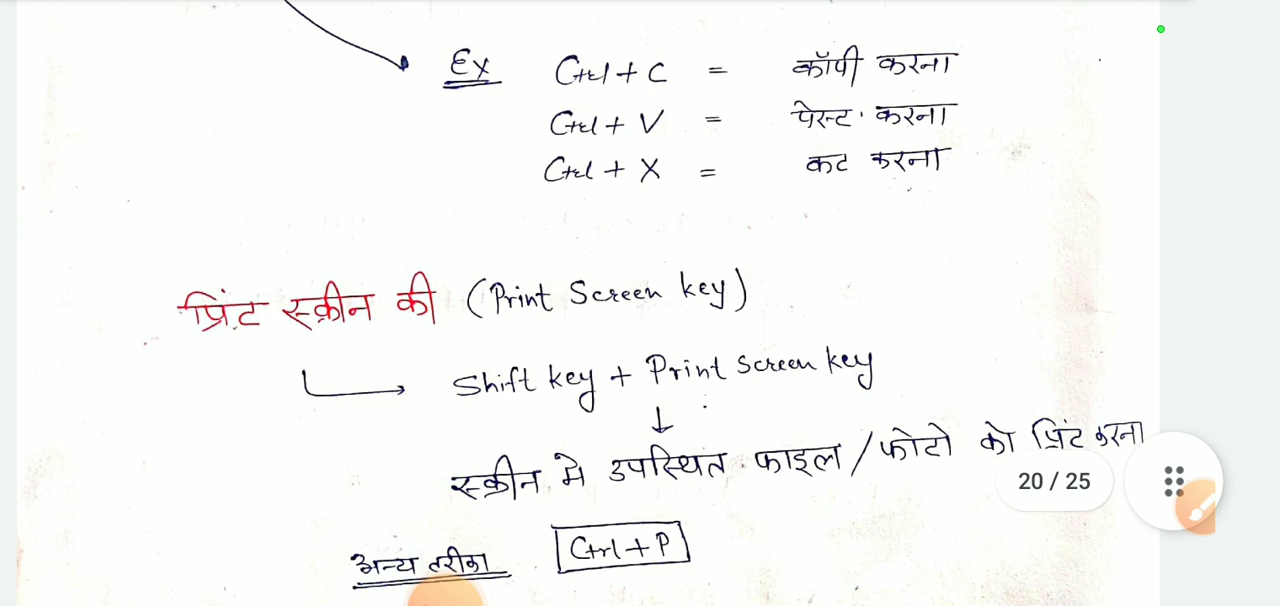 Ex Ctrl + C = कॉपी करना
Ctrl + V = पेस्ट करना
Ctrl + X = कट करना
प्रिंट स्क्रीन की (Print Screen key)
Shift key + Print Screen key
स्क्रीन मे उपस्थित फाइल / फोटो को प्रिंट करना
20 / 25
अन्य तरीका Ctrl + P